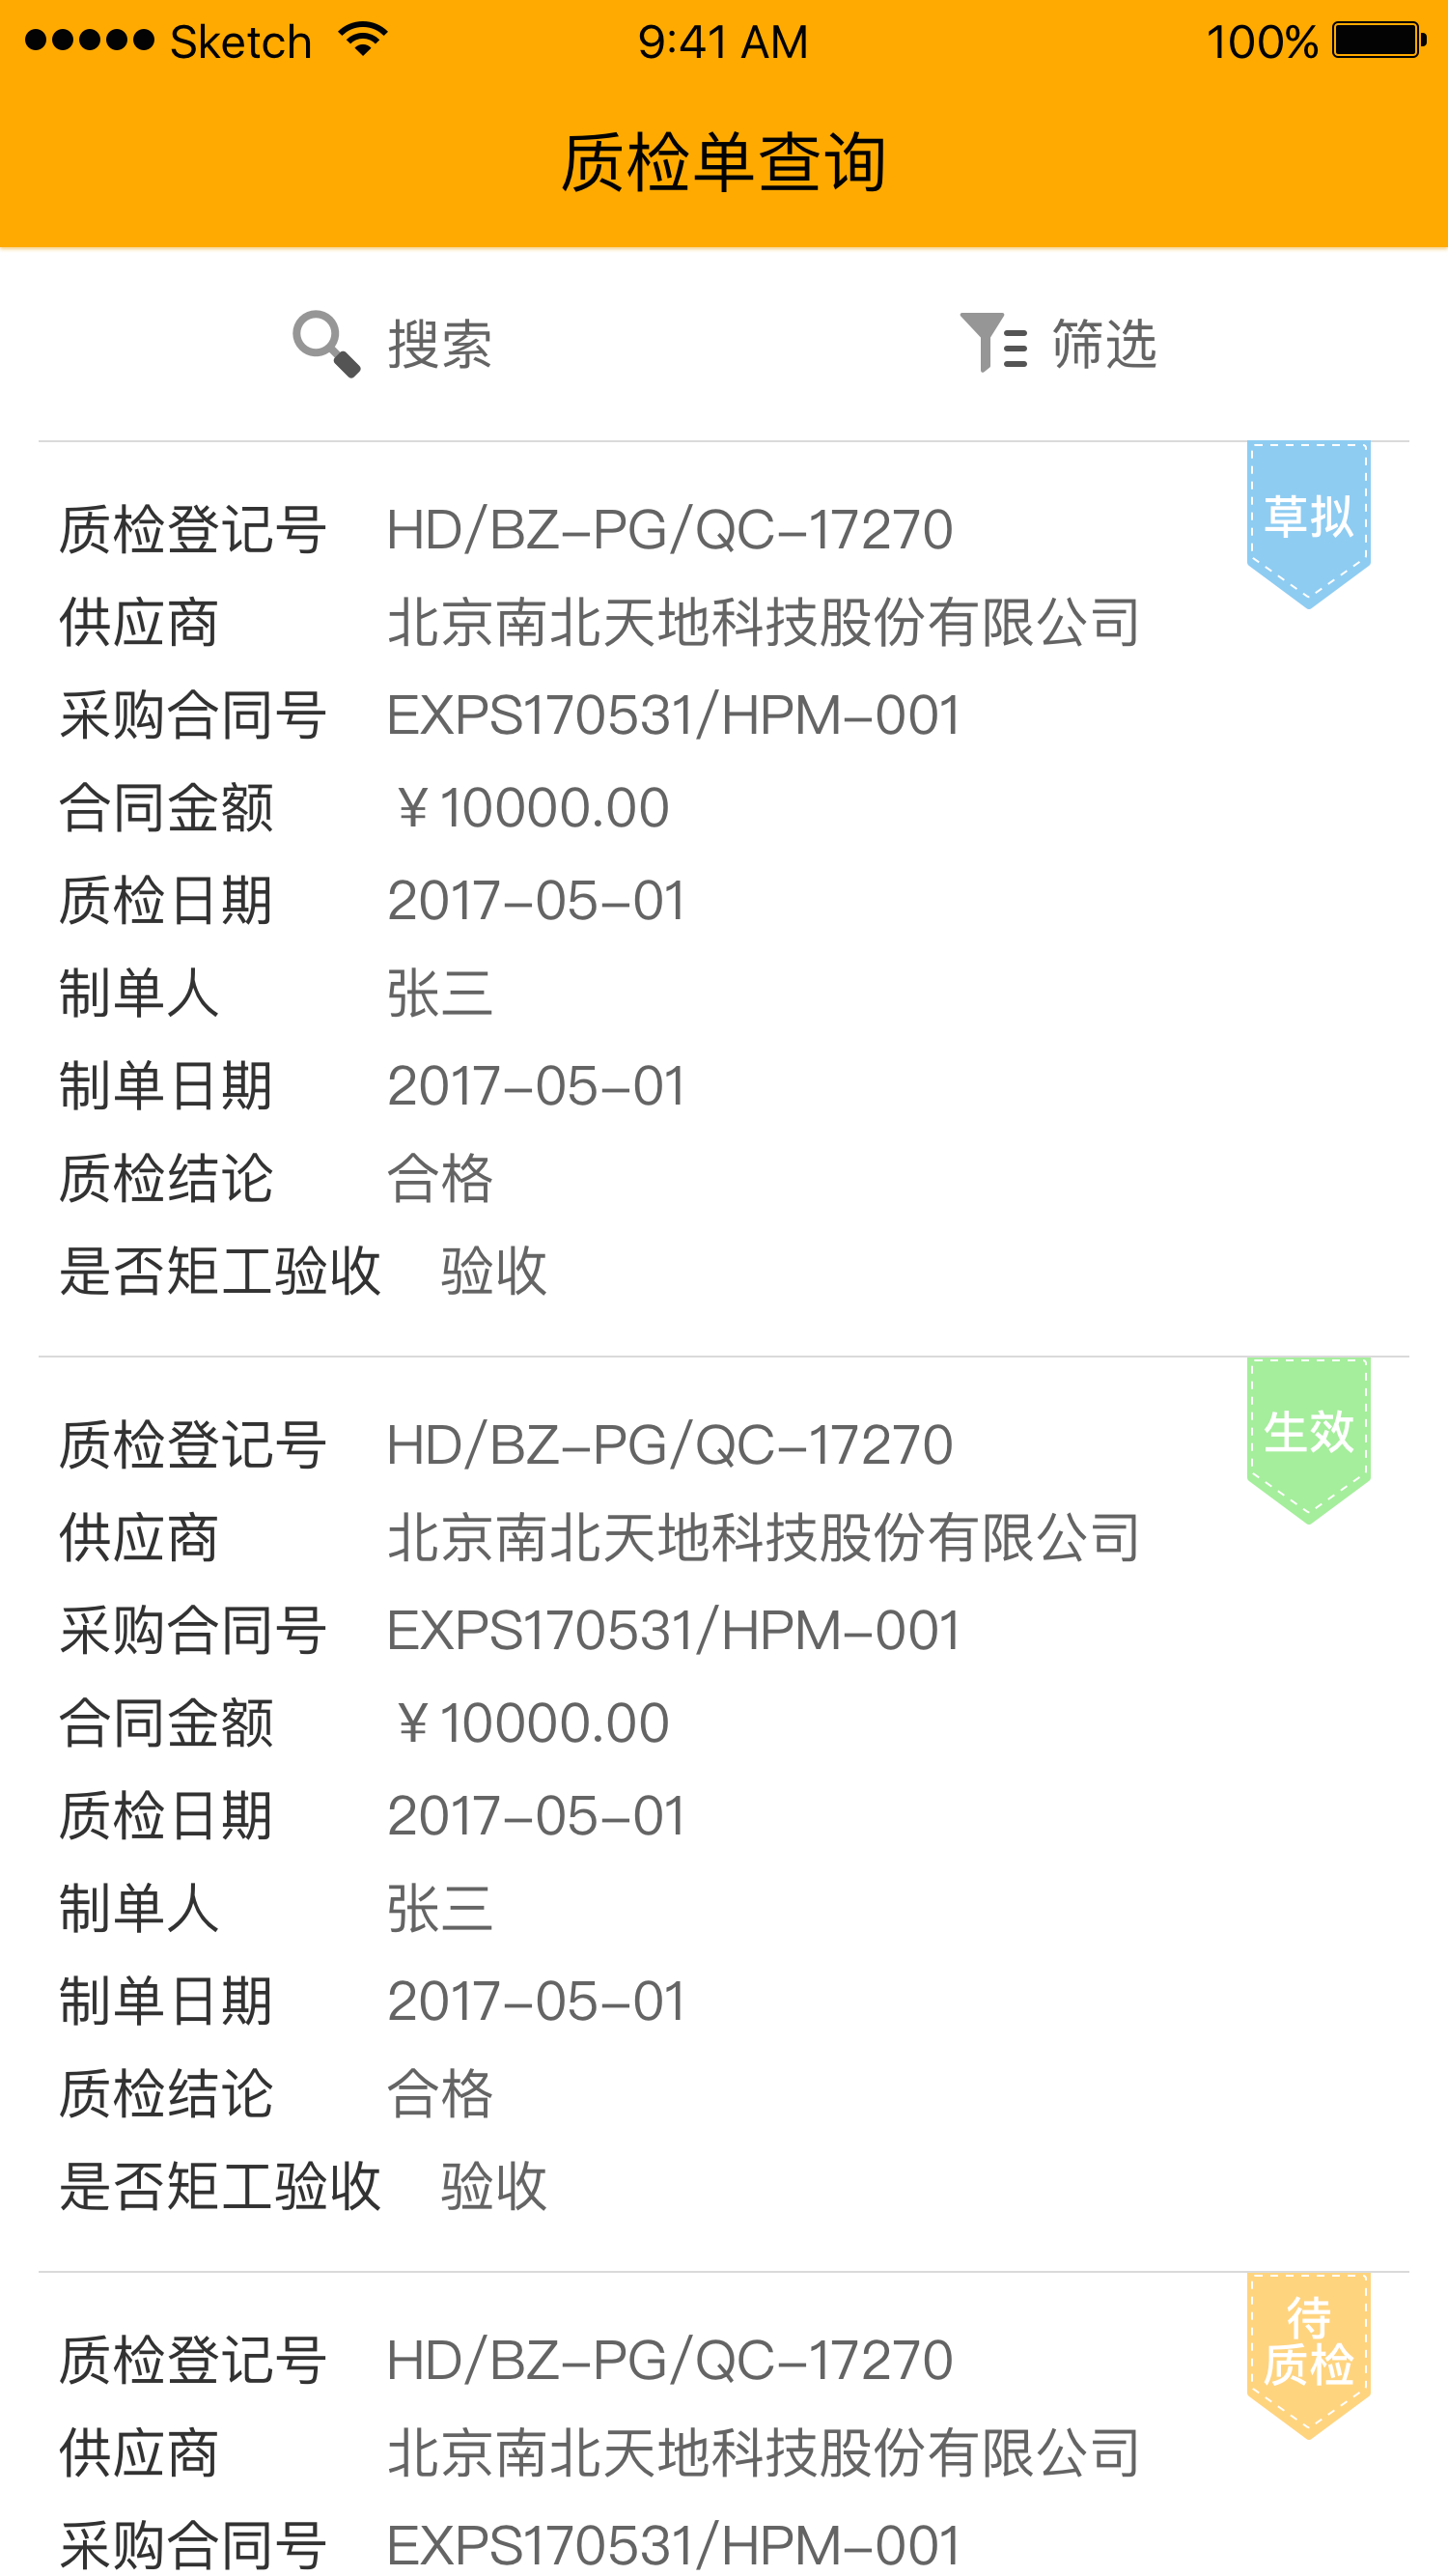 Sketch 9:41 AM 100%
质检单查询
搜索 筛选
草拟
质检登记号 HD/BZ-PG/QC-17270
供应商 北京南北天地科技股份有限公司
采购合同号 EXPS170531/HPM-001
合同金额 ¥10000.00
质检日期 2017-05-01
制单人 张三
制单日期 2017-05-01
质检结论 合格
是否矩工验收 验收
生效
质检登记号 HD/BZ-PG/QC-17270
供应商 北京南北天地科技股份有限公司
采购合同号 EXPS170531/HPM-001
合同金额 ¥10000.00
质检日期 2017-05-01
制单人 张三
制单日期 2017-05-01
质检结论 合格
是否矩工验收 验收
待
质检
质检登记号 HD/BZ-PG/QC-17270
供应商 北京南北天地科技股份有限公司
采购合同号 EXPS170531/HPM-001